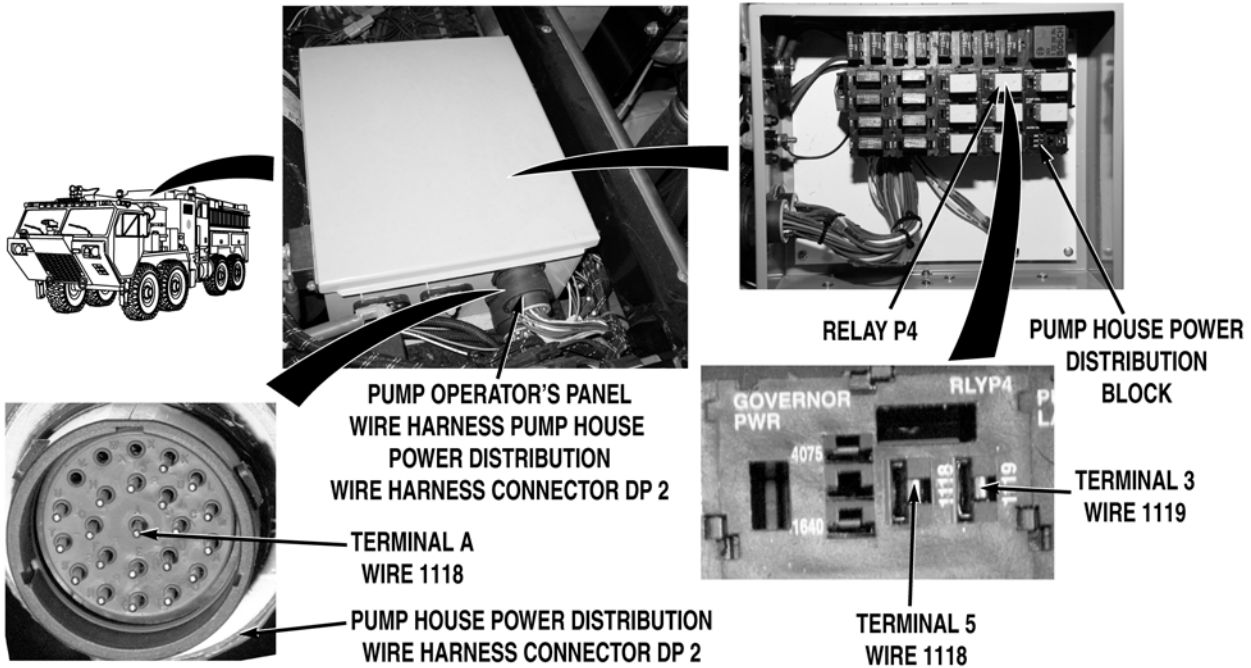 RELAY P4
PUMP HOUSE POWER
DISTRIBUTION
BLOCK
PUMP OPERATOR'S PANEL
WIRE HARNESS PUMP HOUSE
POWER DISTRIBUTION
WIRE HARNESS CONNECTOR DP 2
GOVERNOR
PWR
RLYP4
4075
1640
1118
1119
TERMINAL 3
WIRE 1119
TERMINAL 5
WIRE 1118
TERMINAL A
WIRE 1118
PUMP HOUSE POWER DISTRIBUTION
WIRE HARNESS CONNECTOR DP 2
BOSCH